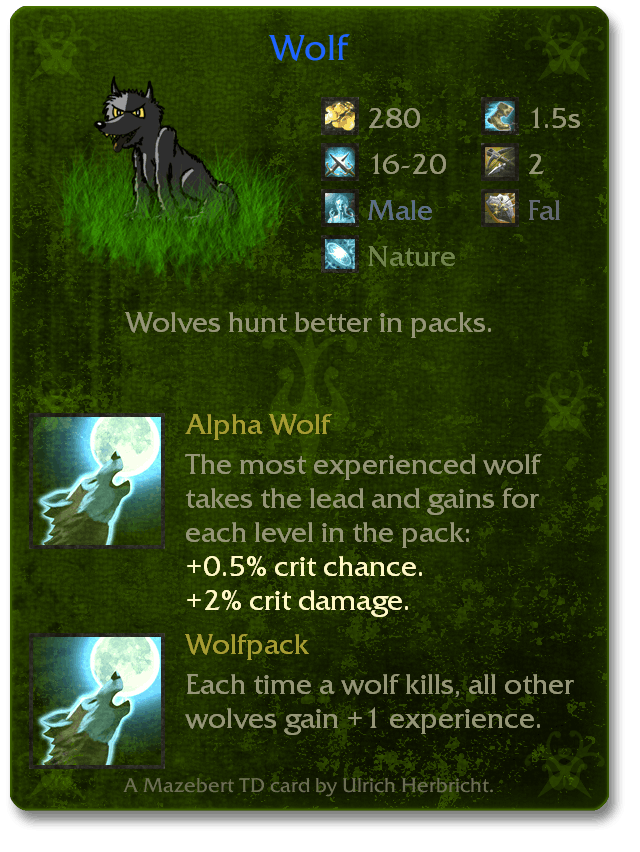 Wolf
280 1.5s
16-20 2
Male Fal
Nature
Wolves hunt better in packs.
Alpha Wolf
The most experienced wolf
takes the lead and gains for
each level in the pack:
+0.5% crit chance.
+2% crit damage.
Wolfpack
Each time a wolf kills, all other
wolves gain +1 experience.
A Mazebert TD card by Ulrich Herbricht.